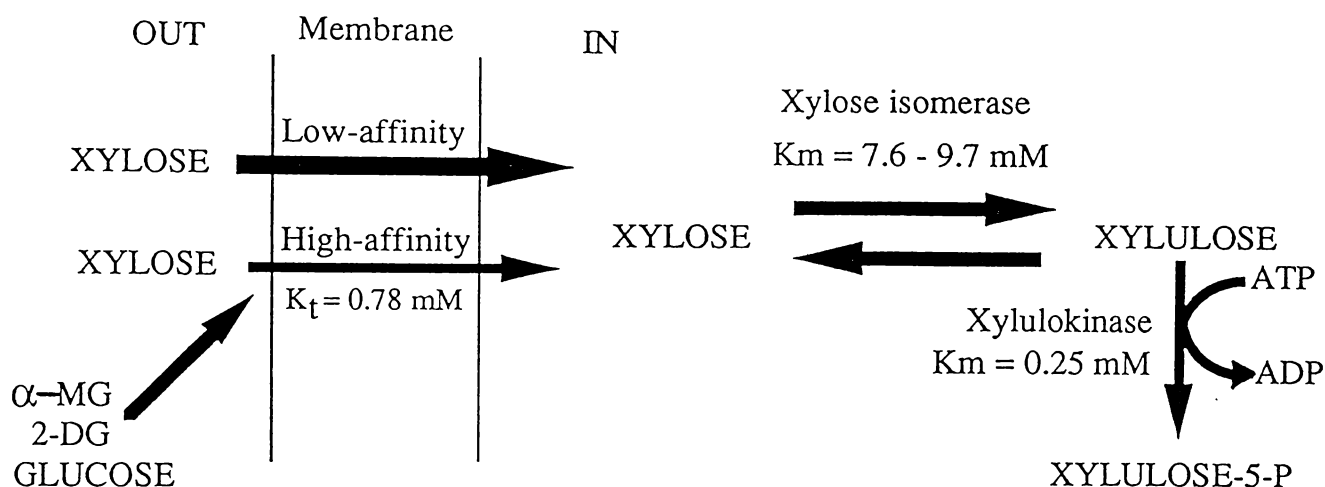 OUT
Membrane
IN
Low-affinity
XYLOSE
High-affinity
XYLOSE
Kt = 0.78 mM
α–MG
2-DG
GLUCOSE
XYLOSE
Xylose isomerase
Km = 7.6 - 9.7 mM
XYLULOSE
ATP
Xylulokinase
Km = 0.25 mM
ADP
XYLULOSE-5-P